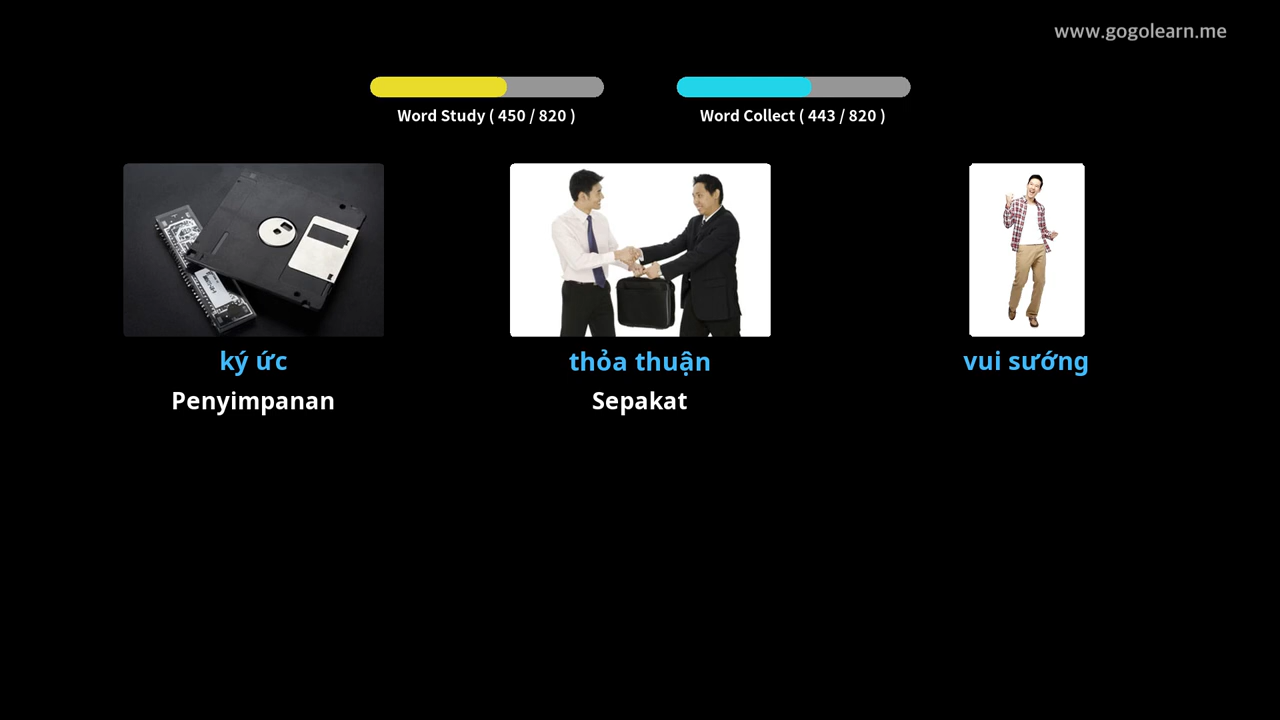 www.gogolearn.me
Word Study ( 450 / 820 )
Word Collect ( 443 / 820 )
ký ức
Penyimpanan
thỏa thuận
Sepakat
vui sướng